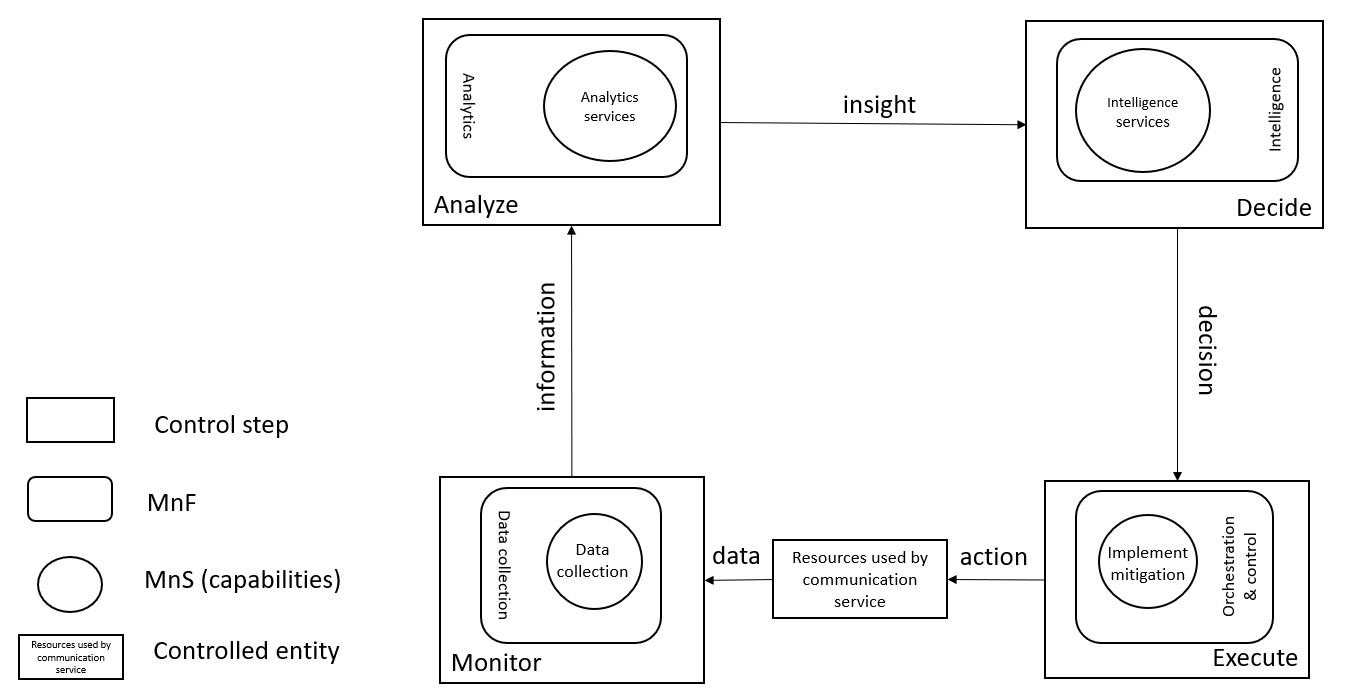 Analytics
Analytics
services
Analyze
insight
Intelligence
services
Intelligence
Decide
information
decision
Control step
MnF
MnS (capabilities)
Resources used by
communication
service
Controlled entity
Data collection
Data
collection
Monitor
data
Resources used by
communication
service
action
Implement
mitigation
Orchestration
& control
Execute